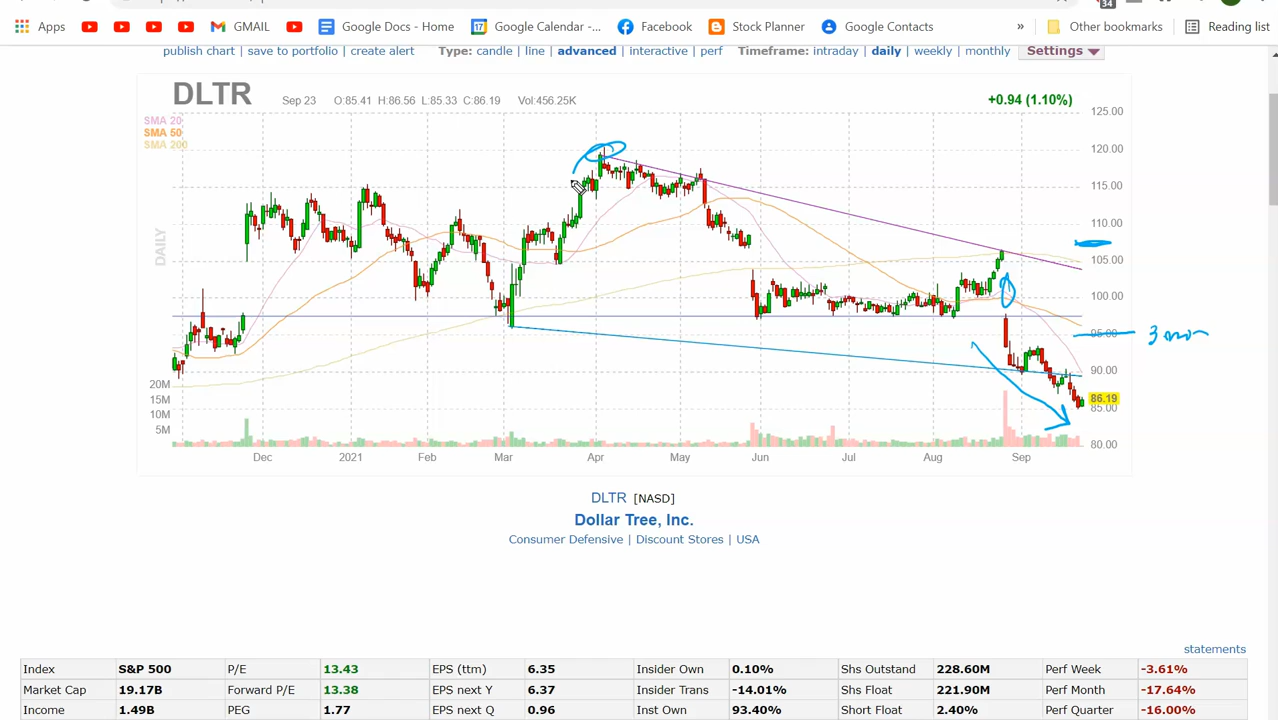 34
Apps GMAIL Google Docs - Home Google Calendar -... Facebook Stock Planner Google Contacts » Other bookmarks Reading list
publish chart | save to portfolio | create alert Type: candle | line | advanced | interactive | perf Timeframe: intraday | daily | weekly | monthly Settings
DLTR Sep 23 O:85.41 H:86.56 L:85.33 C:86.19 Vol:456.25K +0.94 (1.10%)
SMA 20
SMA 50
SMA 200
DAILY
125.00
120.00
115.00
110.00
105.00
100.00
95.00
90.00
86.19
85.00
80.00
3 mo
20M
15M
10M
5M
Dec 2021 Feb Mar Apr May Jun Jul Aug Sep
DLTR [NASD]
Dollar Tree, Inc.
Consumer Defensive | Discount Stores | USA
statements
Index S&P 500 P/E 13.43 EPS (ttm) 6.35 Insider Own 0.10% Shs Outstand 228.60M Perf Week -3.61%
Market Cap 19.17B Forward P/E 13.38 EPS next Y 6.37 Insider Trans -14.01% Shs Float 221.90M Perf Month -17.64%
Income 1.49B PEG 1.77 EPS next Q 0.96 Inst Own 93.40% Short Float 2.40% Perf Quarter -16.00%